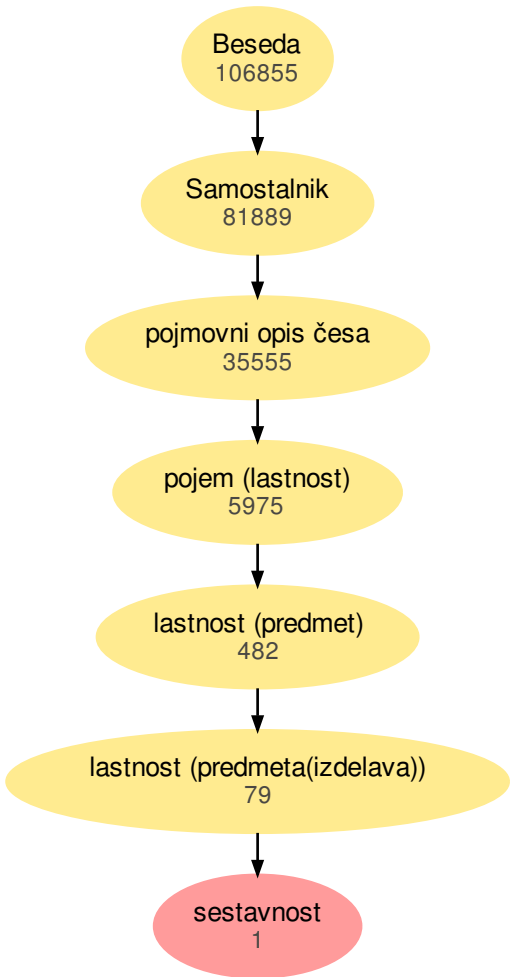 Beseda
106855
Samostalnik
81889
pojmovni opis česa
35555
pojem (lastnost)
5975
lastnost (predmet)
482
lastnost (predmeta(izdelava))
79
sestavnost
1